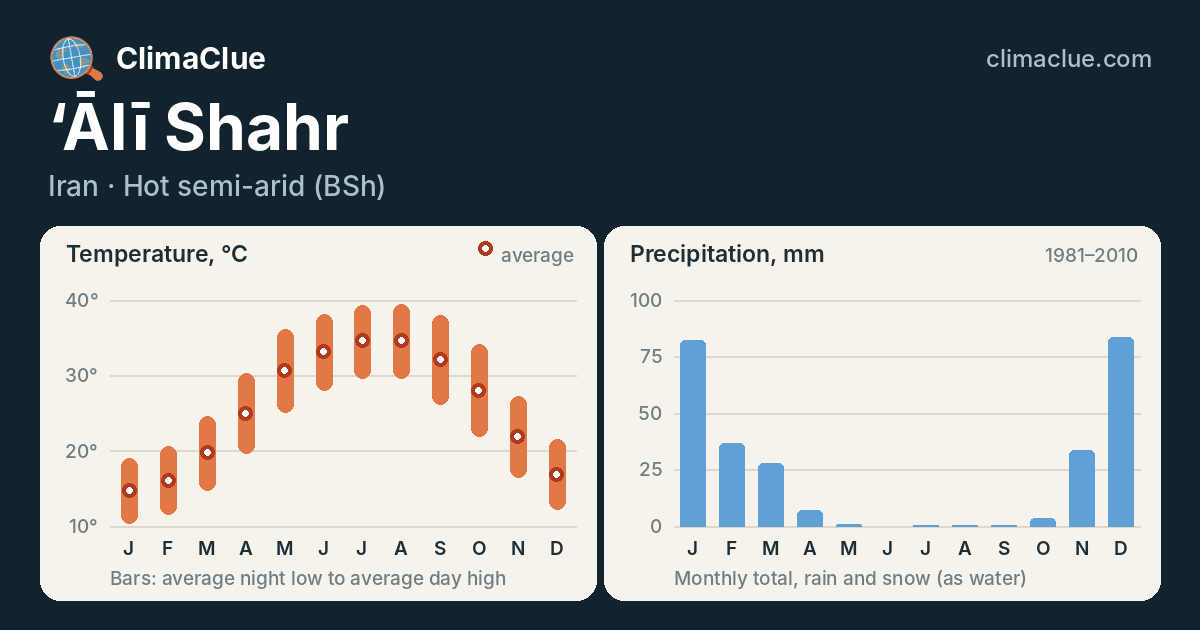 ClimaClue
climaclue.com
‘Ālī Shahr
Iran · Hot semi-arid (BSh)
Temperature, °C
average
40°
30°
20°
10°
J F M A M J J A S O N D
Bars: average night low to average day high
Precipitation, mm
1981–2010
100
75
50
25
0
J F M A M J J A S O N D
Monthly total, rain and snow (as water)